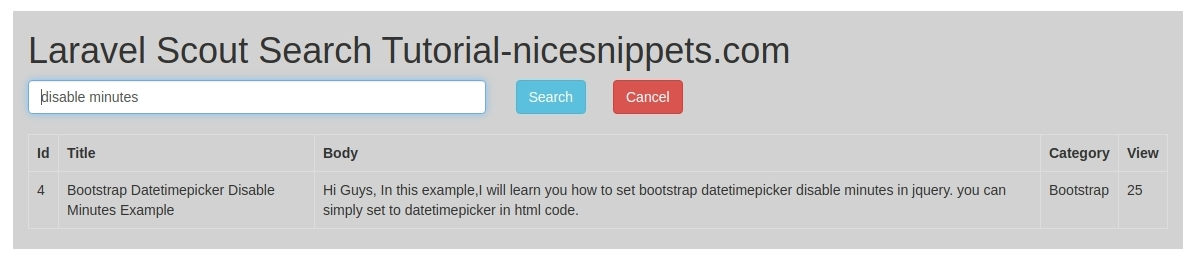 Laravel Scout Search Tutorial-nicesnippets.com
disable minutes Search Cancel
Id Title Body Category View
4 Bootstrap Datetimepicker Disable Hi Guys, In this example,I will learn you how to set bootstrap datetimepicker disable minutes in jquery. you can Bootstrap 25
Minutes Example simply set to datetimepicker in html code.